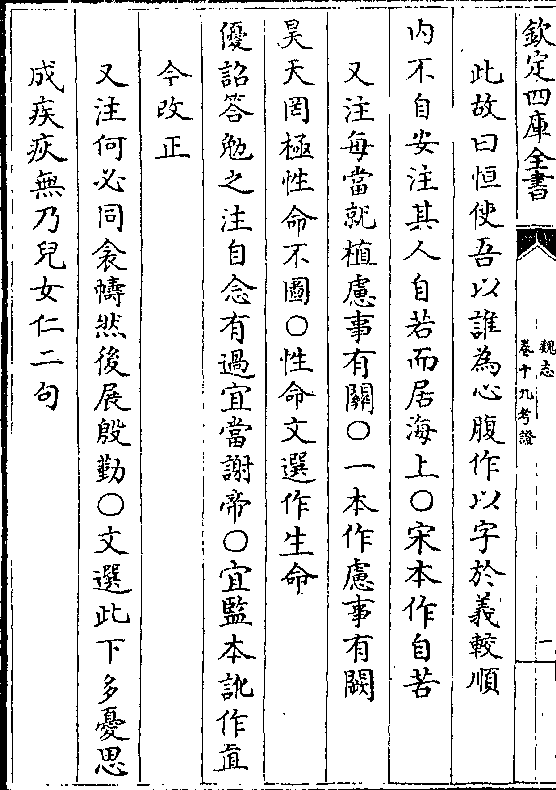 欽定四庫全書
魏志
卷十九考證
一
此故曰恒使吾以誰為心腹作以字於義較順
内不自安注其人自若而居海上○宋本作自苦
又注每當就植慮事有關○一本作慮事有闕
昊天罔極性命不圖○性命文選作生命
優詔答勉之注自念有過宜當謝帝○宜監本訛作直
今改正
又注何必同衾幬然後展殷勤○文選此下多憂思
成疾疢無乃兒女仁二句